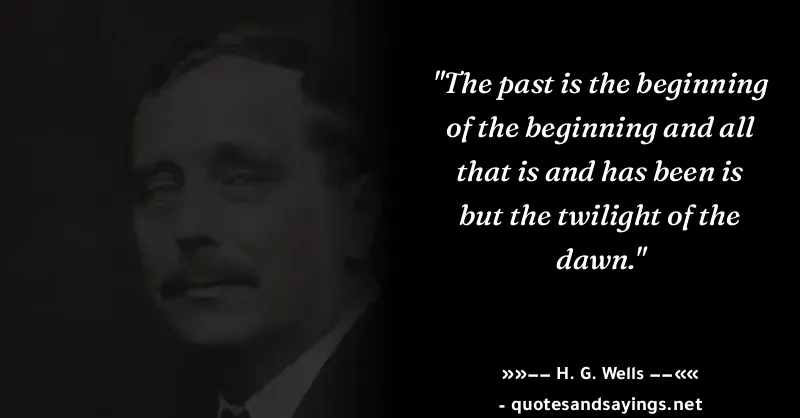 "The past is the beginning
of the beginning and all
that is and has been is
but the twilight of the
dawn."
»»−− H. G. Wells −−««
- quotesandsayings.net